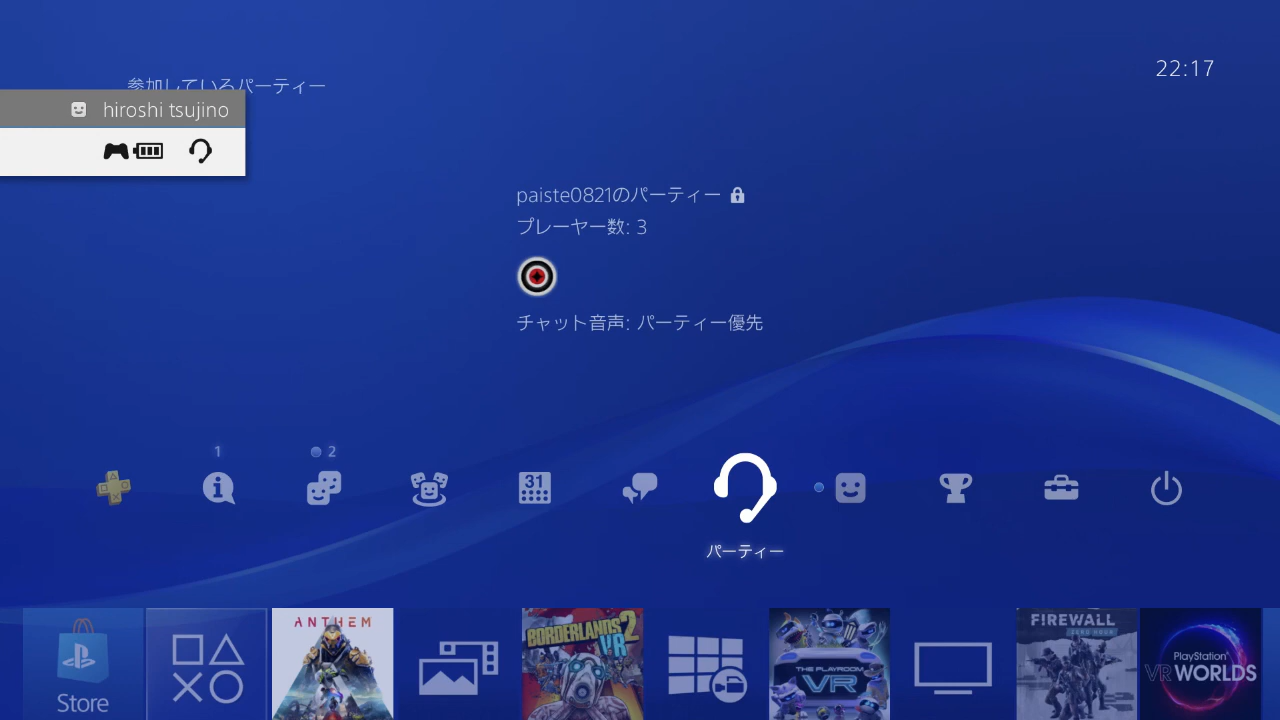 22:17
参加しているパーティー
hiroshi tsujino
paiste0821のパーティー
プレーヤー数: 3
チャット音声: パーティー優先
1
2
31
パーティー
Store
ANTHEM
BORDERLANDS 2
VR
THE PLAYROOM
VR
FIREWALL
ZERO HOUR
PlayStation
VR WORLDS